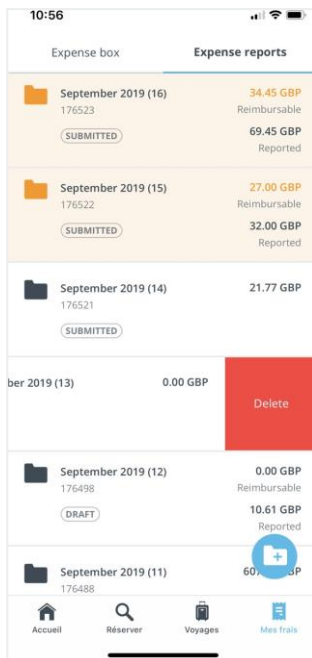 10:56
Expense box
Expense reports
September 2019 (16)
34.45 GBP
176523
Reimbursable
SUBMITTED
69.45 GBP
Reported
September 2019 (15)
27.00 GBP
176522
Reimbursable
SUBMITTED
32.00 GBP
Reported
September 2019 (14)
21.77 GBP
176521
SUBMITTED
ber 2019 (13)
0.00 GBP
Delete
September 2019 (12)
0.00 GBP
176498
Reimbursable
DRAFT
10.61 GBP
Reported
September 2019 (11)
176488
Accueil
Réserver
Voyages
Mes frais